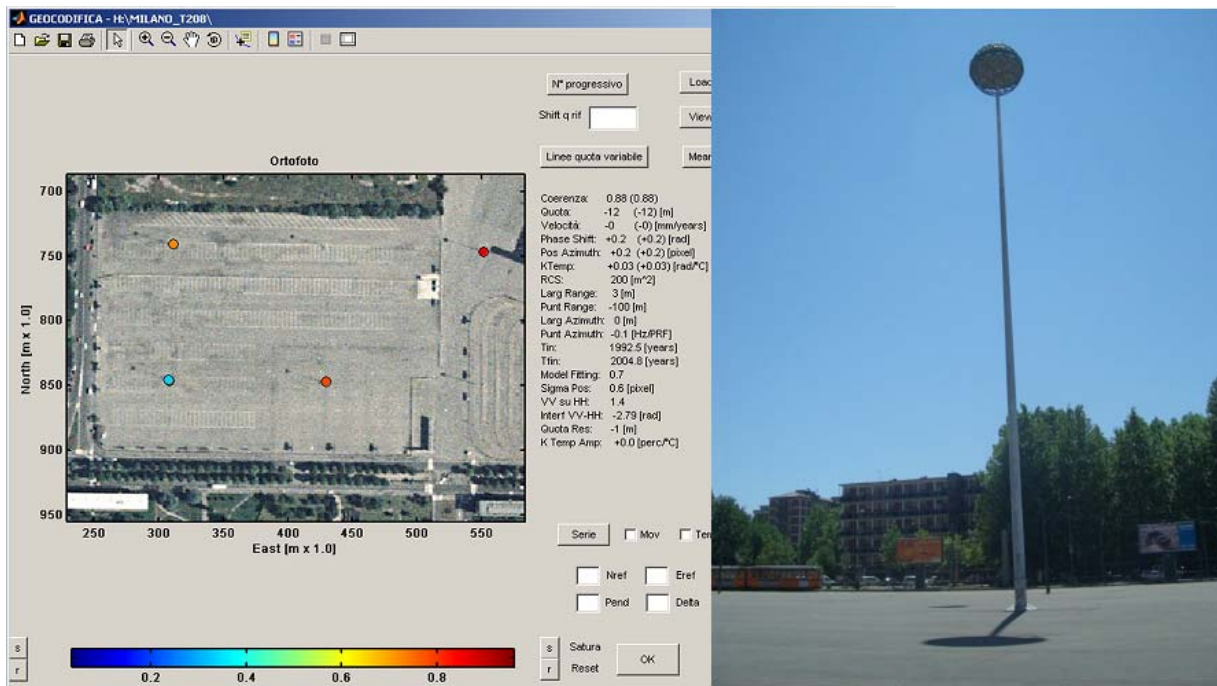 GEOCODIFICA - H:\MILANO_T208\
N° progressivo
Load
Shift q rif
View
Linee quota variabile
Mear
Ortofoto
700
750
800
850
900
950
North [m x 1.0]
250 300 350 400 450 500 550
East [m x 1.0]
Coerenza: 0.88 (0.88)
Quota: -12 (-12) [m]
Velocità: -0 (-0) [mm/years]
Phase Shift: +0.2 (+0.2) [rad]
Pos Azimuth: +0.2 (+0.2) [pixel]
KTemp: +0.03 (+0.03) [rad/°C]
RCS: 200 [m^2]
Larg Range: 3 [m]
Punt Range: -100 [m]
Larg Azimuth: 0 [m]
Punt Azimuth: -0.1 [Hz/PRF]
Tin: 1992.5 [years]
Tfin: 2004.8 [years]
Model Fitting: 0.7
Sigma Pos: 0.6 [pixel]
VV su HH: 1.4
Interf VV-HH: -2.79 [rad]
Quota Res: -1 [m]
K Temp Amp: +0.0 [perc/°C]
Serie
Mov
Ter
Nref
Eref
Pend
Delta
s
r
0.2 0.4 0.6 0.8
s
Satura
r
Reset
OK